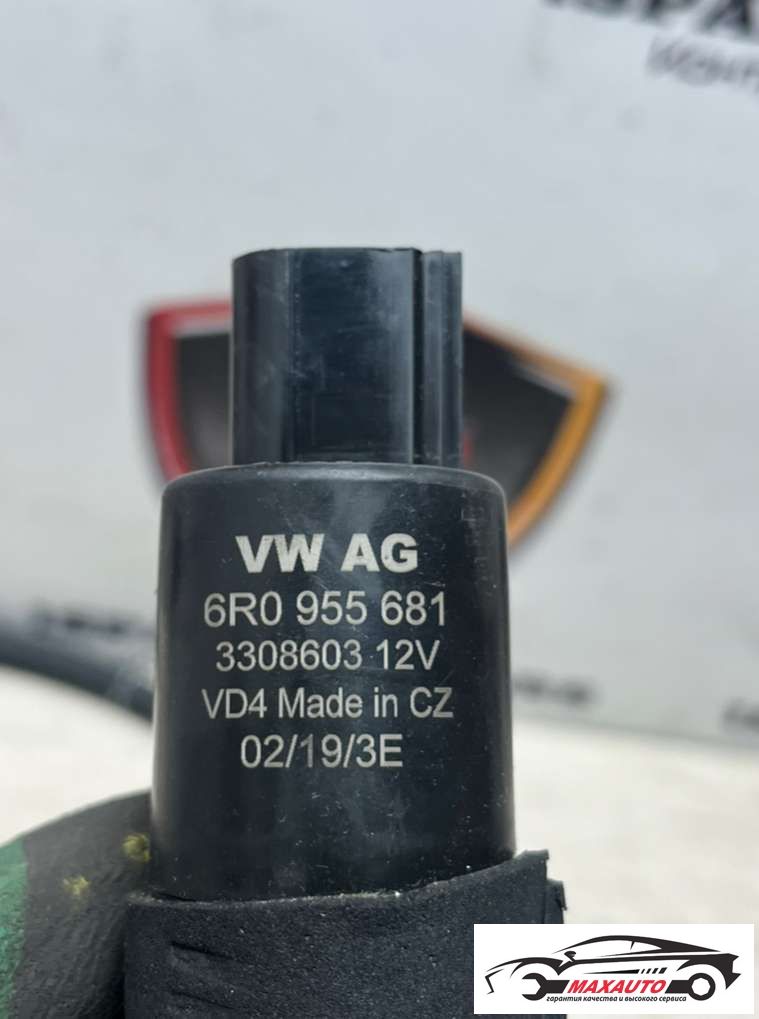 VW AG
6R0 955 681
3308603 12V
VD4 Made in CZ
02/19/3E
MAXAUTO
гарантия качества и высокого сервиса